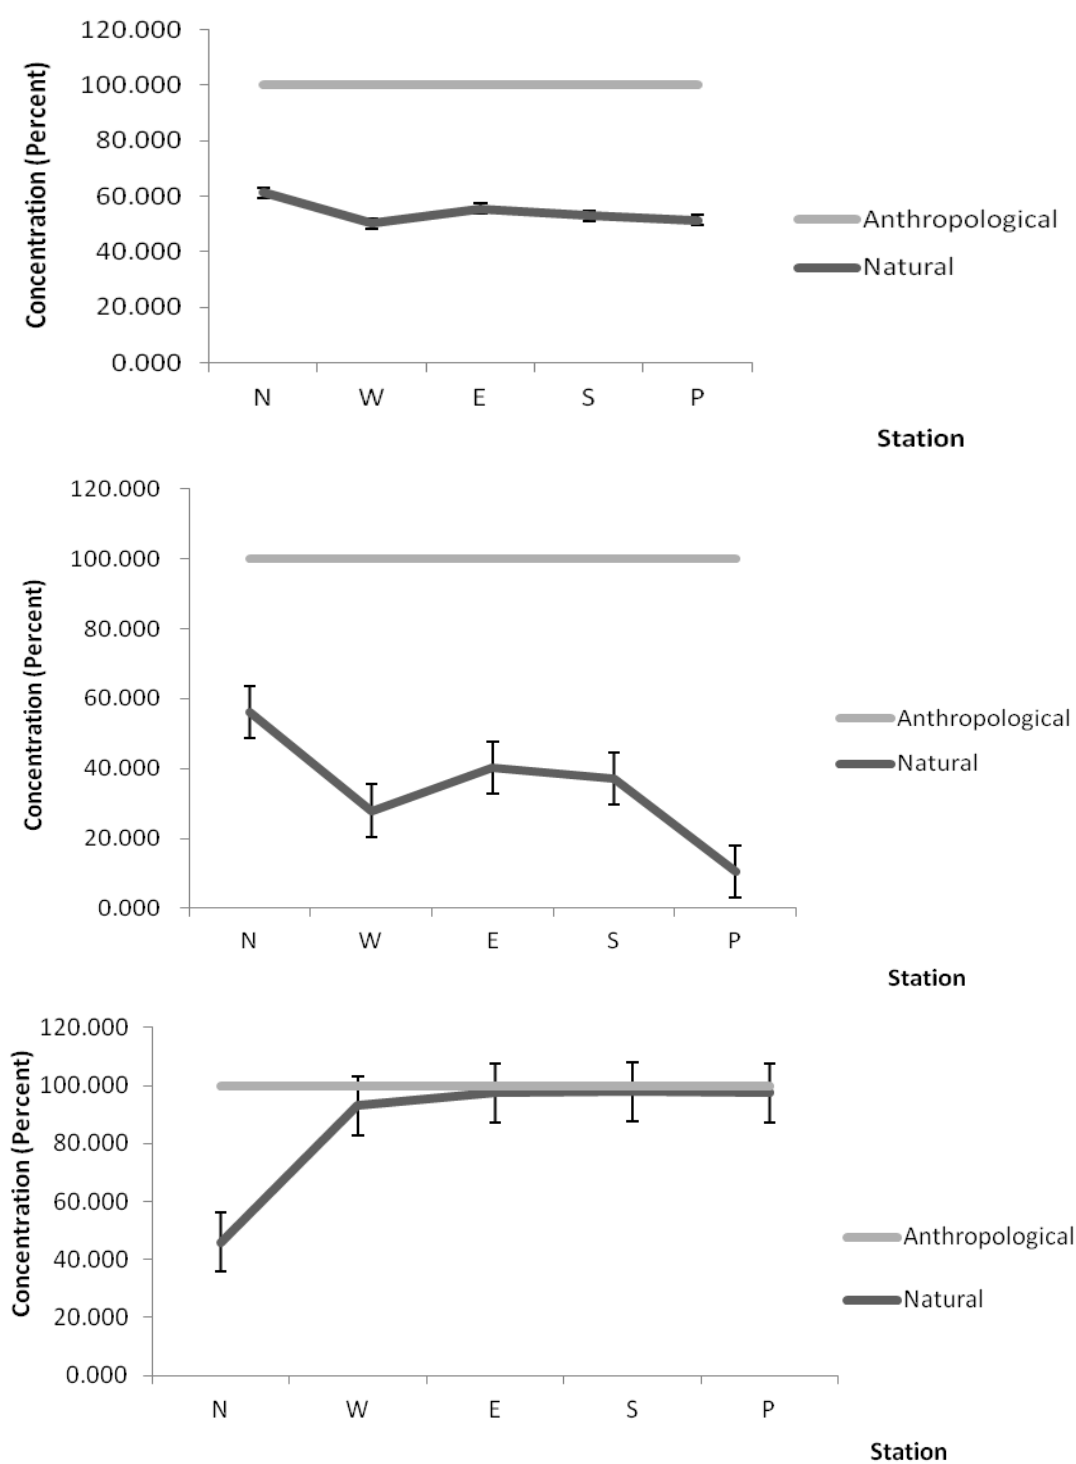 120.000
100.000
80.000
60.000
40.000
20.000
0.000
Concentration (Percent)
N W E S P
Station
Anthropological
Natural
120.000
100.000
80.000
60.000
40.000
20.000
0.000
Concentration (Percent)
N W E S P
Station
Anthropological
Natural
120.000
100.000
80.000
60.000
40.000
20.000
0.000
Concentration (Percent)
N W E S P
Station
Anthropological
Natural